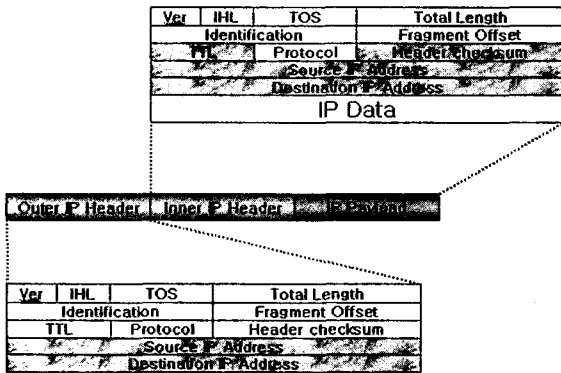 Ver IHL TOS Total Length
Identification Fragment Offset
TTL Protocol Header checksum
Source IP Address
Destination IP Address
IP Data
Outer IP Header Inner IP Header IP Payload
Ver IHL TOS Total Length
Identification Fragment Offset
TTL Protocol Header checksum
Source IP Address
Destination IP Address